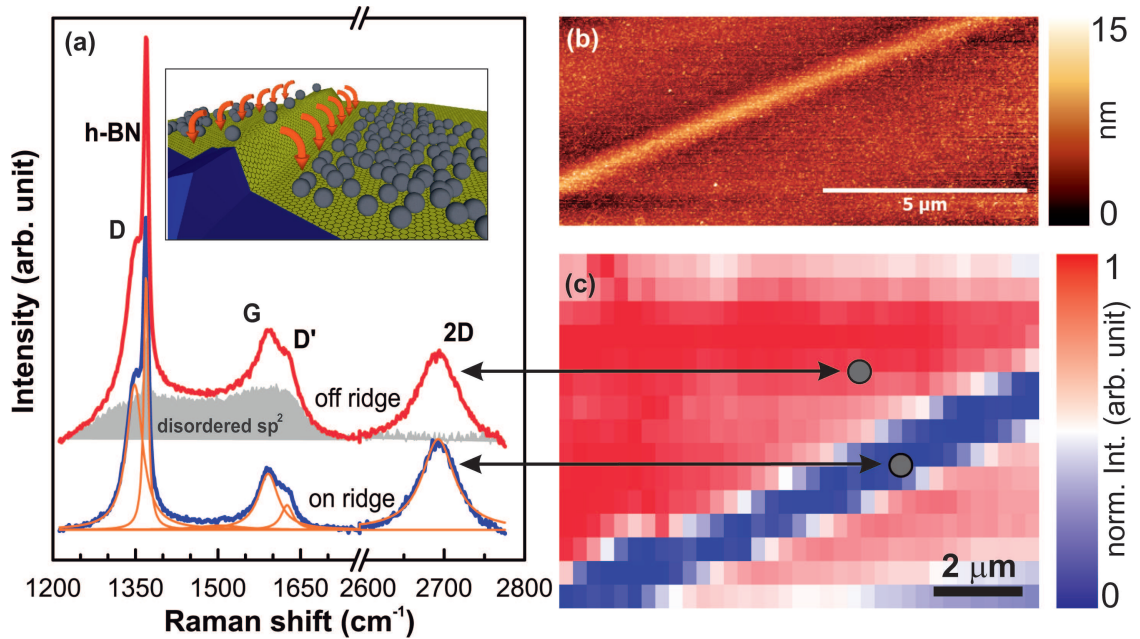 (a)
h-BN
D
G
D'
2D
off ridge
disordered sp²
on ridge
Intensity (arb. unit)
1200 1350 1500 1650 2600 2700 2800
Raman shift (cm⁻¹)
(b)
5 µm
15
nm
0
(c)
2 µm
1
norm. Int. (arb. unit)
0